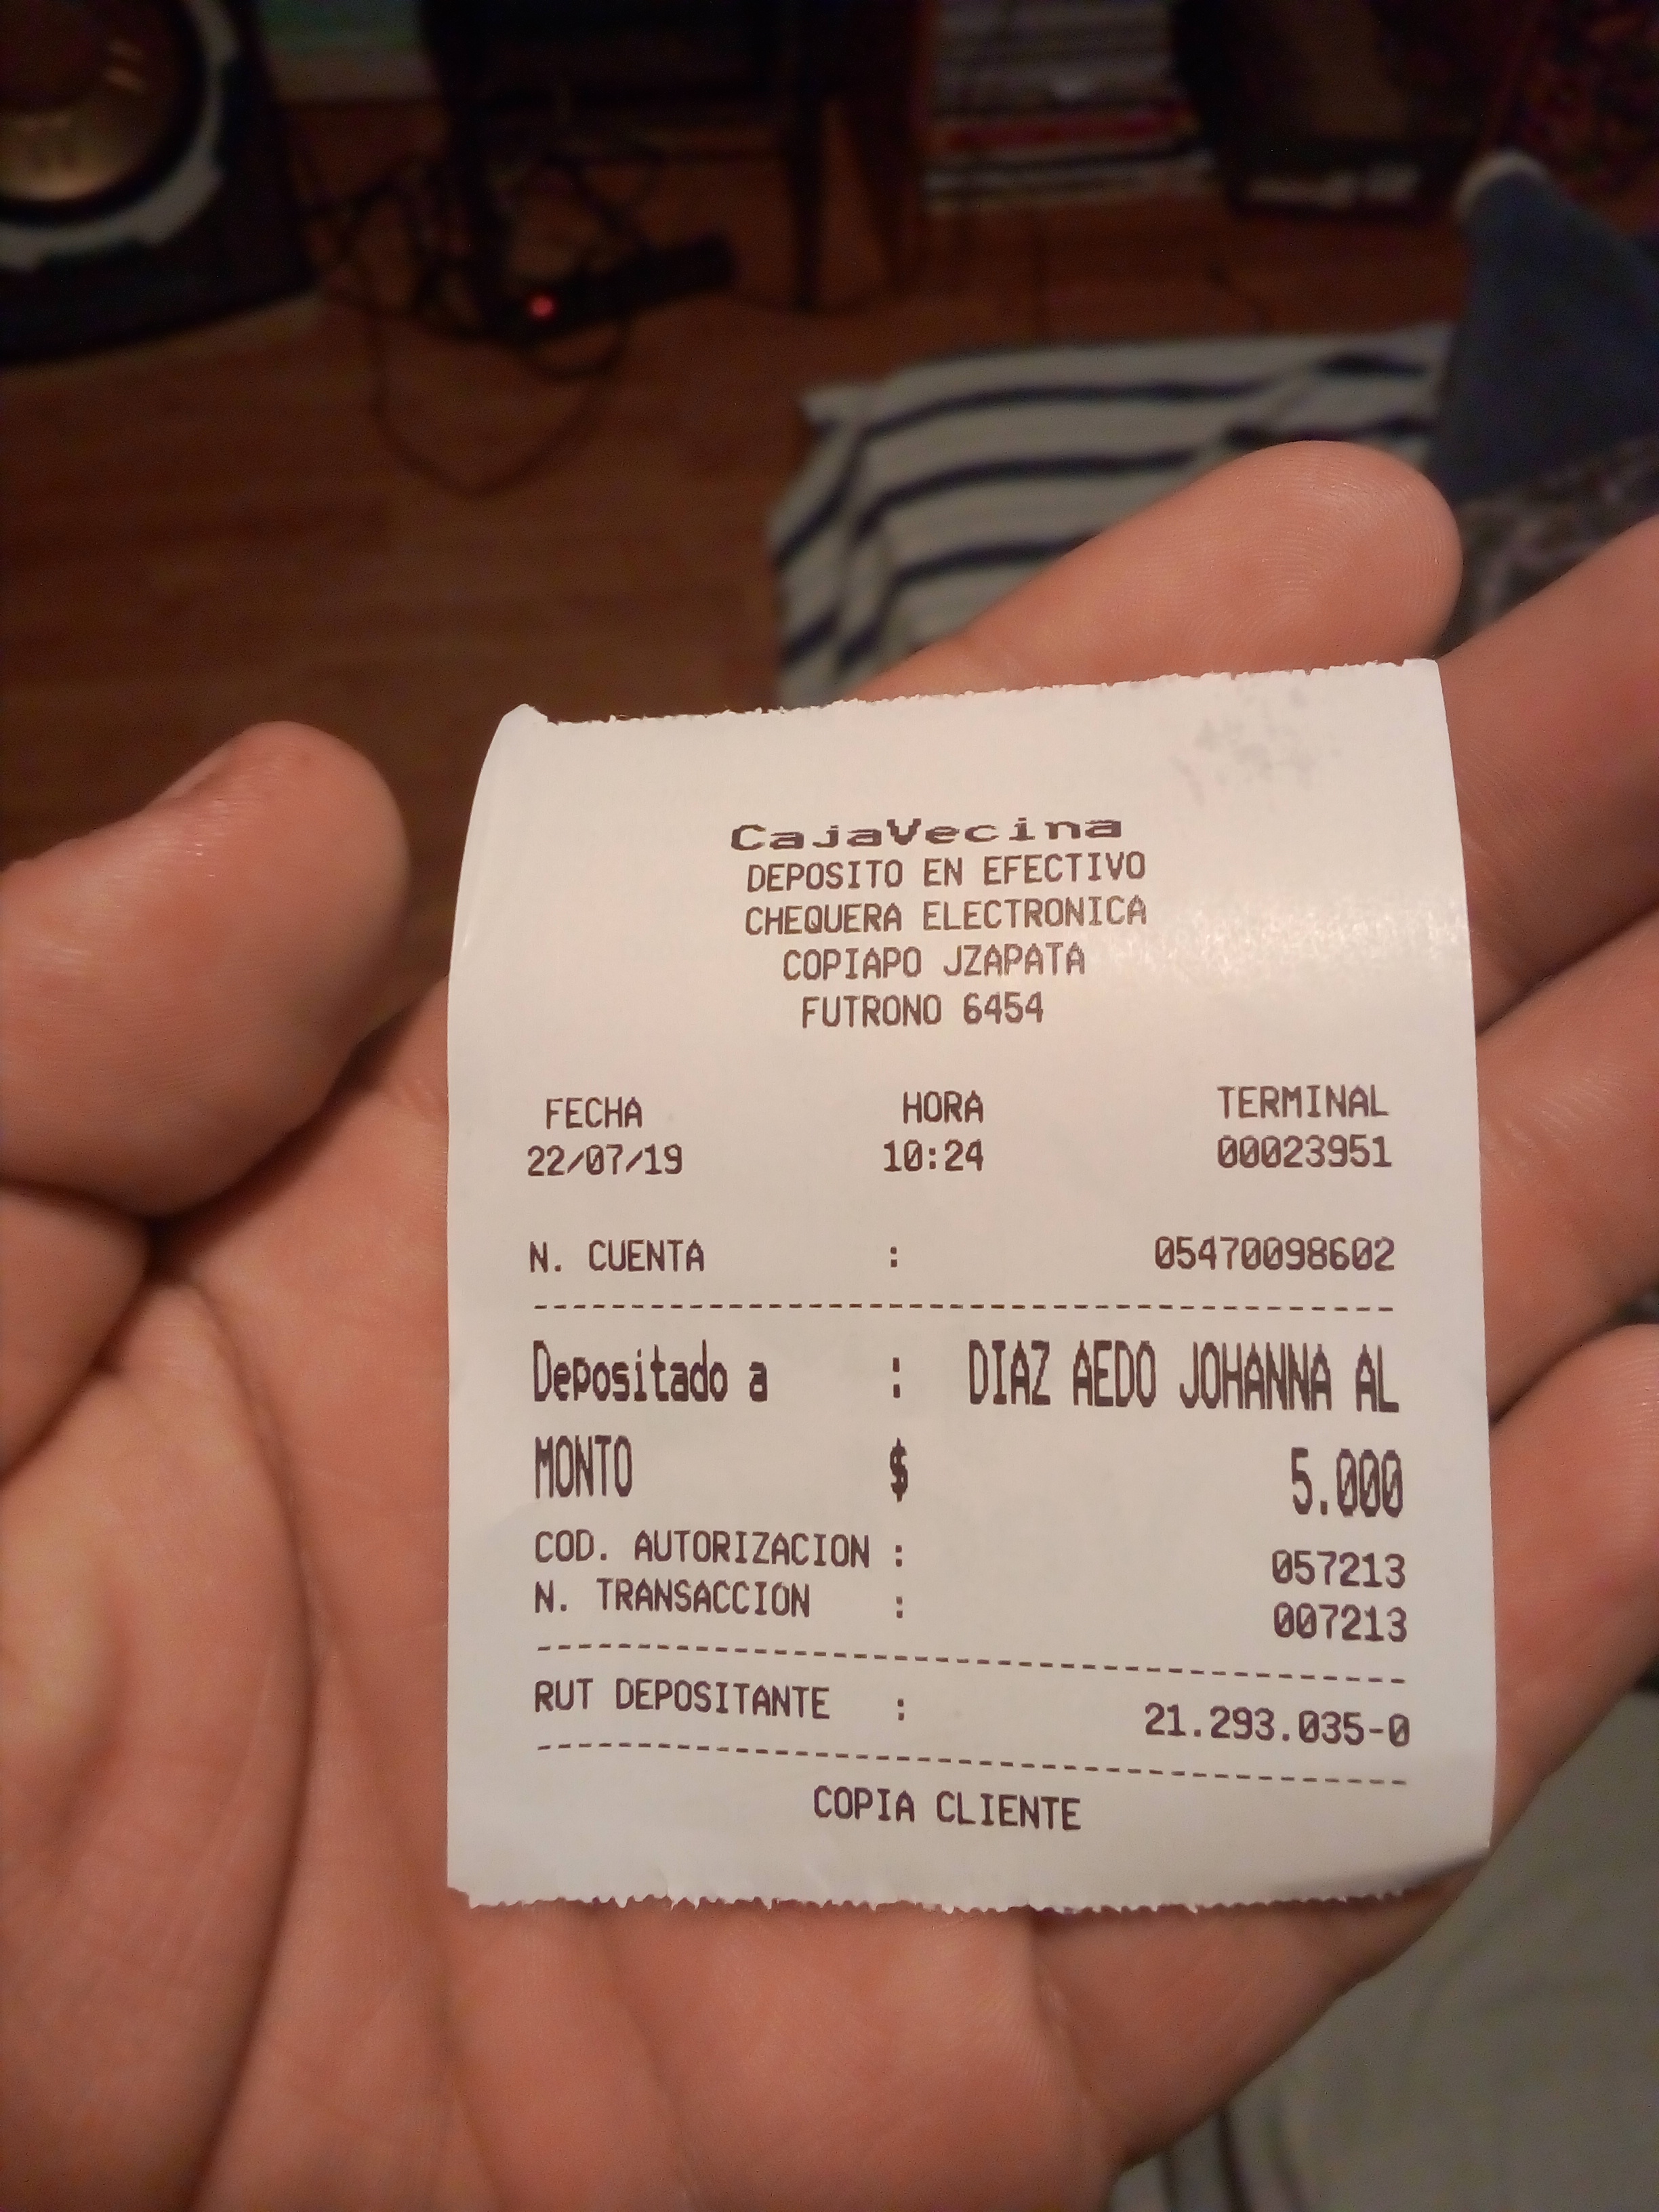 CajaVecina
DEPOSITO EN EFECTIVO
CHEQUERA ELECTRONICA
COPIAPO JZAPATA
FUTRONO 6454
FECHA HORA TERMINAL
22/07/19 10:24 00023951
N. CUENTA : 05470098602
Depositado a : DIAZ AEDO JOHANNA AL
MONTO $ 5.000
COD. AUTORIZACION : 057213
N. TRANSACCION : 007213
RUT DEPOSITANTE : 21.293.035-0
COPIA CLIENTE